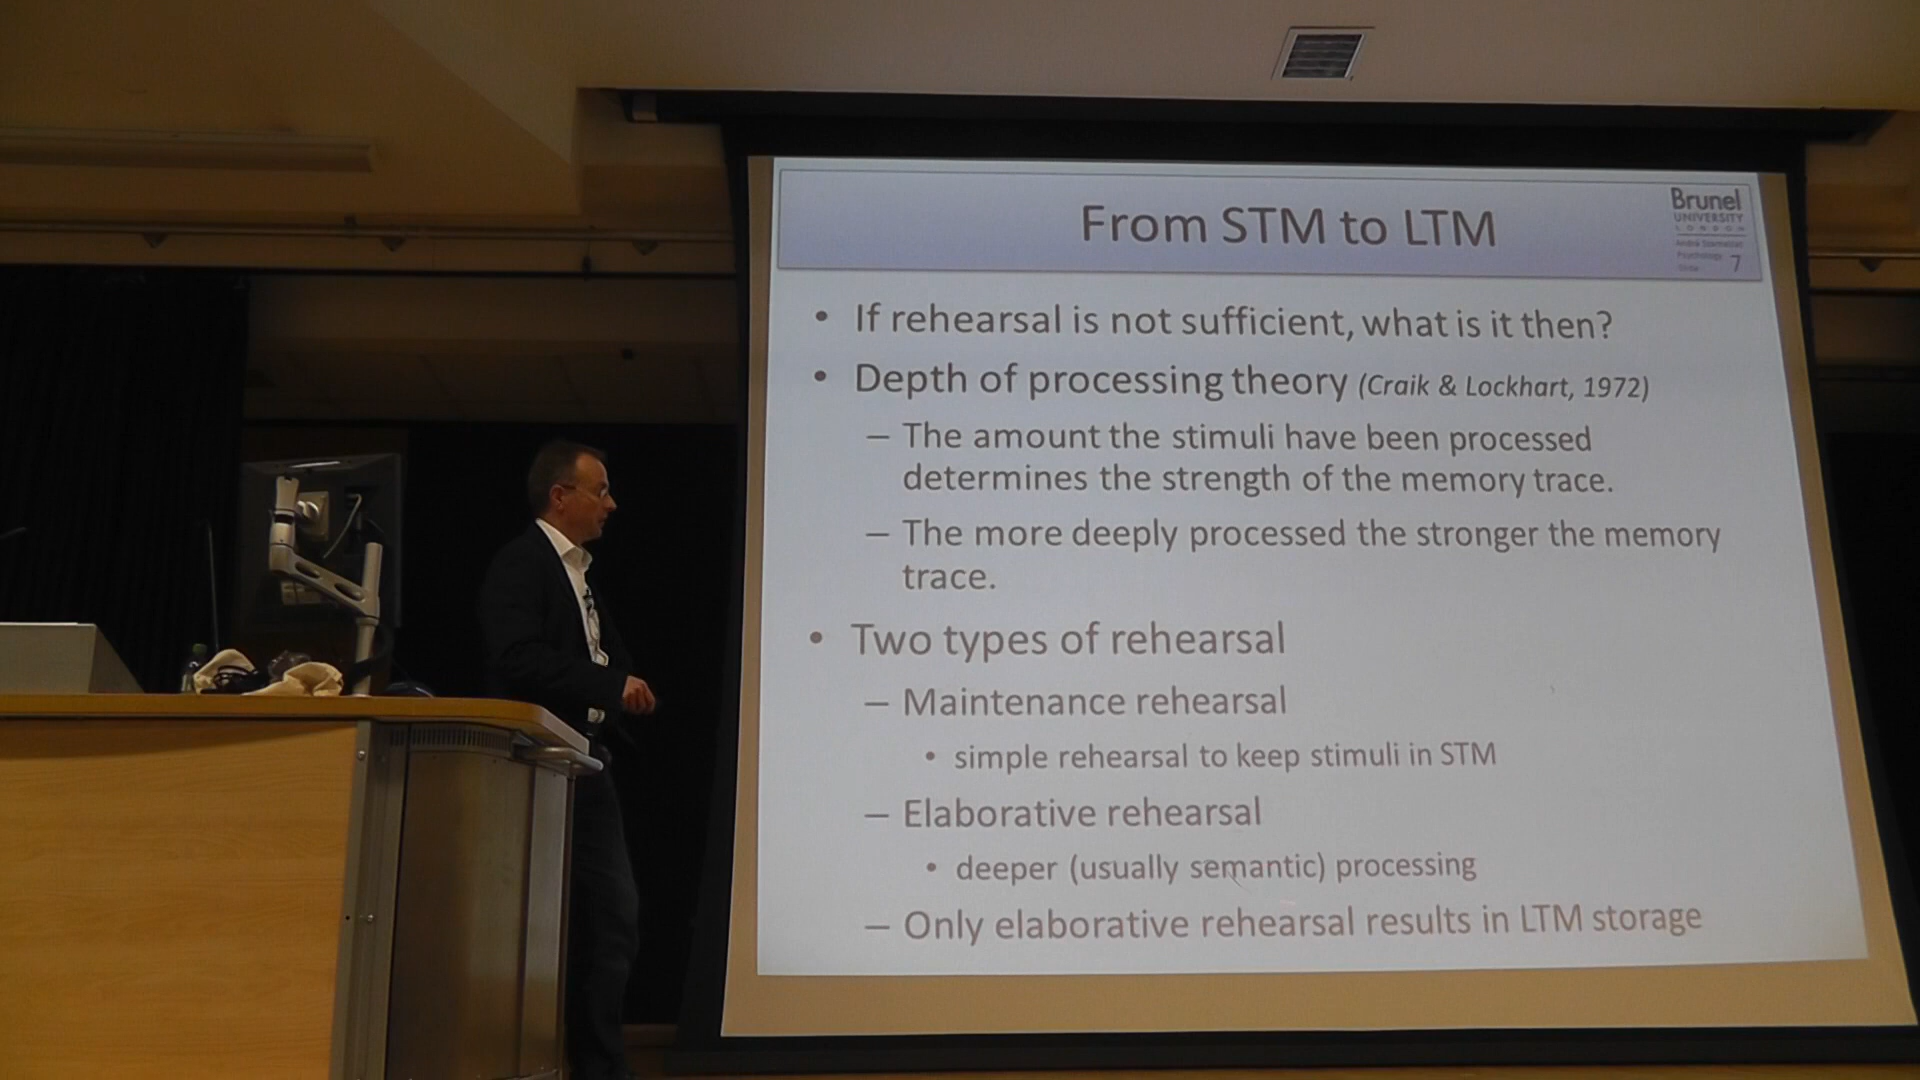 From STM to LTM
Brunel
UNIVERSITY
LONDON
Psychology
7
• If rehearsal is not sufficient, what is it then?
• Depth of processing theory (Craik & Lockhart, 1972)
– The amount the stimuli have been processed
determines the strength of the memory trace.
– The more deeply processed the stronger the memory
trace.
• Two types of rehearsal
– Maintenance rehearsal
• simple rehearsal to keep stimuli in STM
– Elaborative rehearsal
• deeper (usually semantic) processing
– Only elaborative rehearsal results in LTM storage